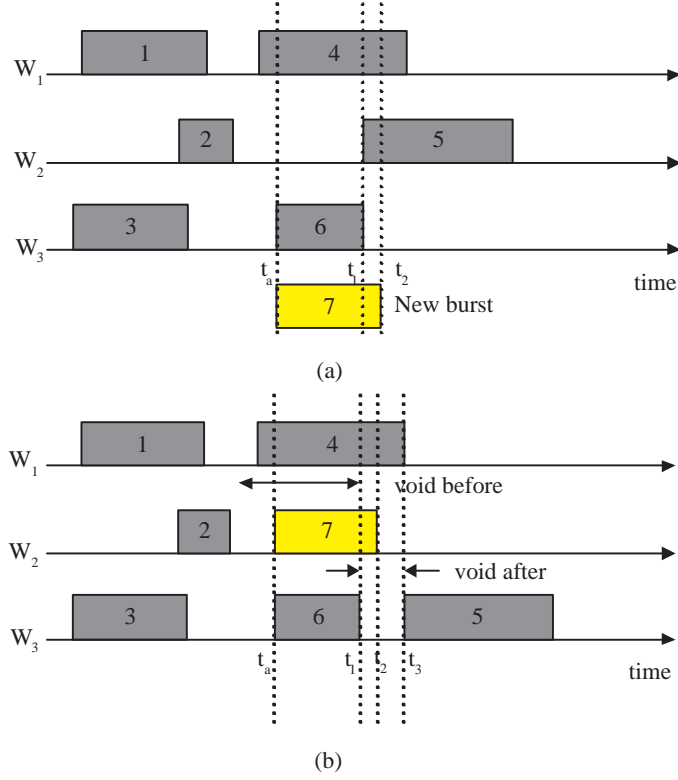 1
4
W1
2
5
W2
3
6
W3
ta
t1
t2
time
7
New burst
(a)
1
4
W1
void before
2
7
W2
void after
3
6
5
W3
ta
t1
t2
t3
time
(b)